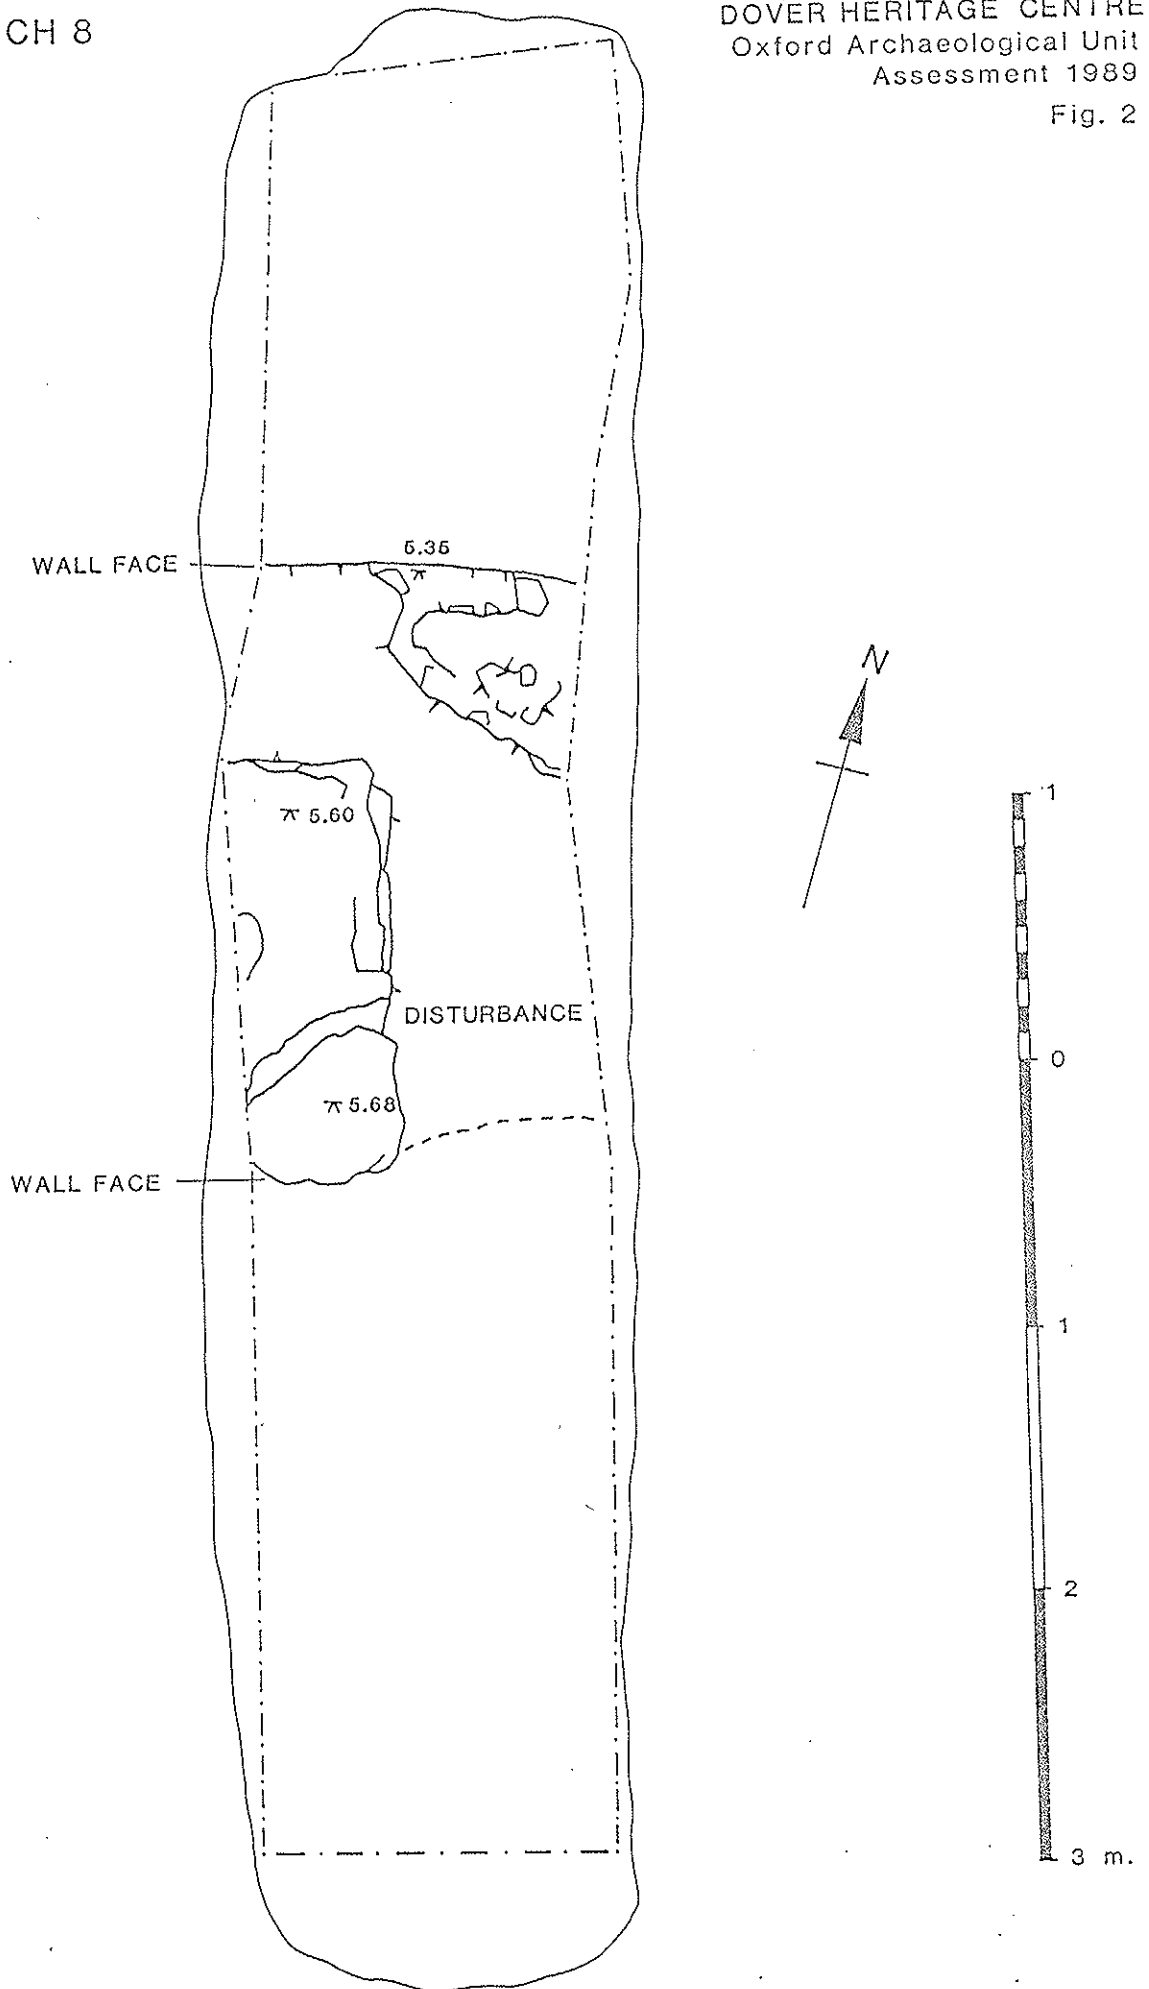 CH 8
DOVER HERITAGE CENTRE
Oxford Archaeological Unit
Assessment 1989
Fig. 2
5.35
WALL FACE
N
5.60
1
DISTURBANCE
0
5.68
WALL FACE
1
2
3 m.